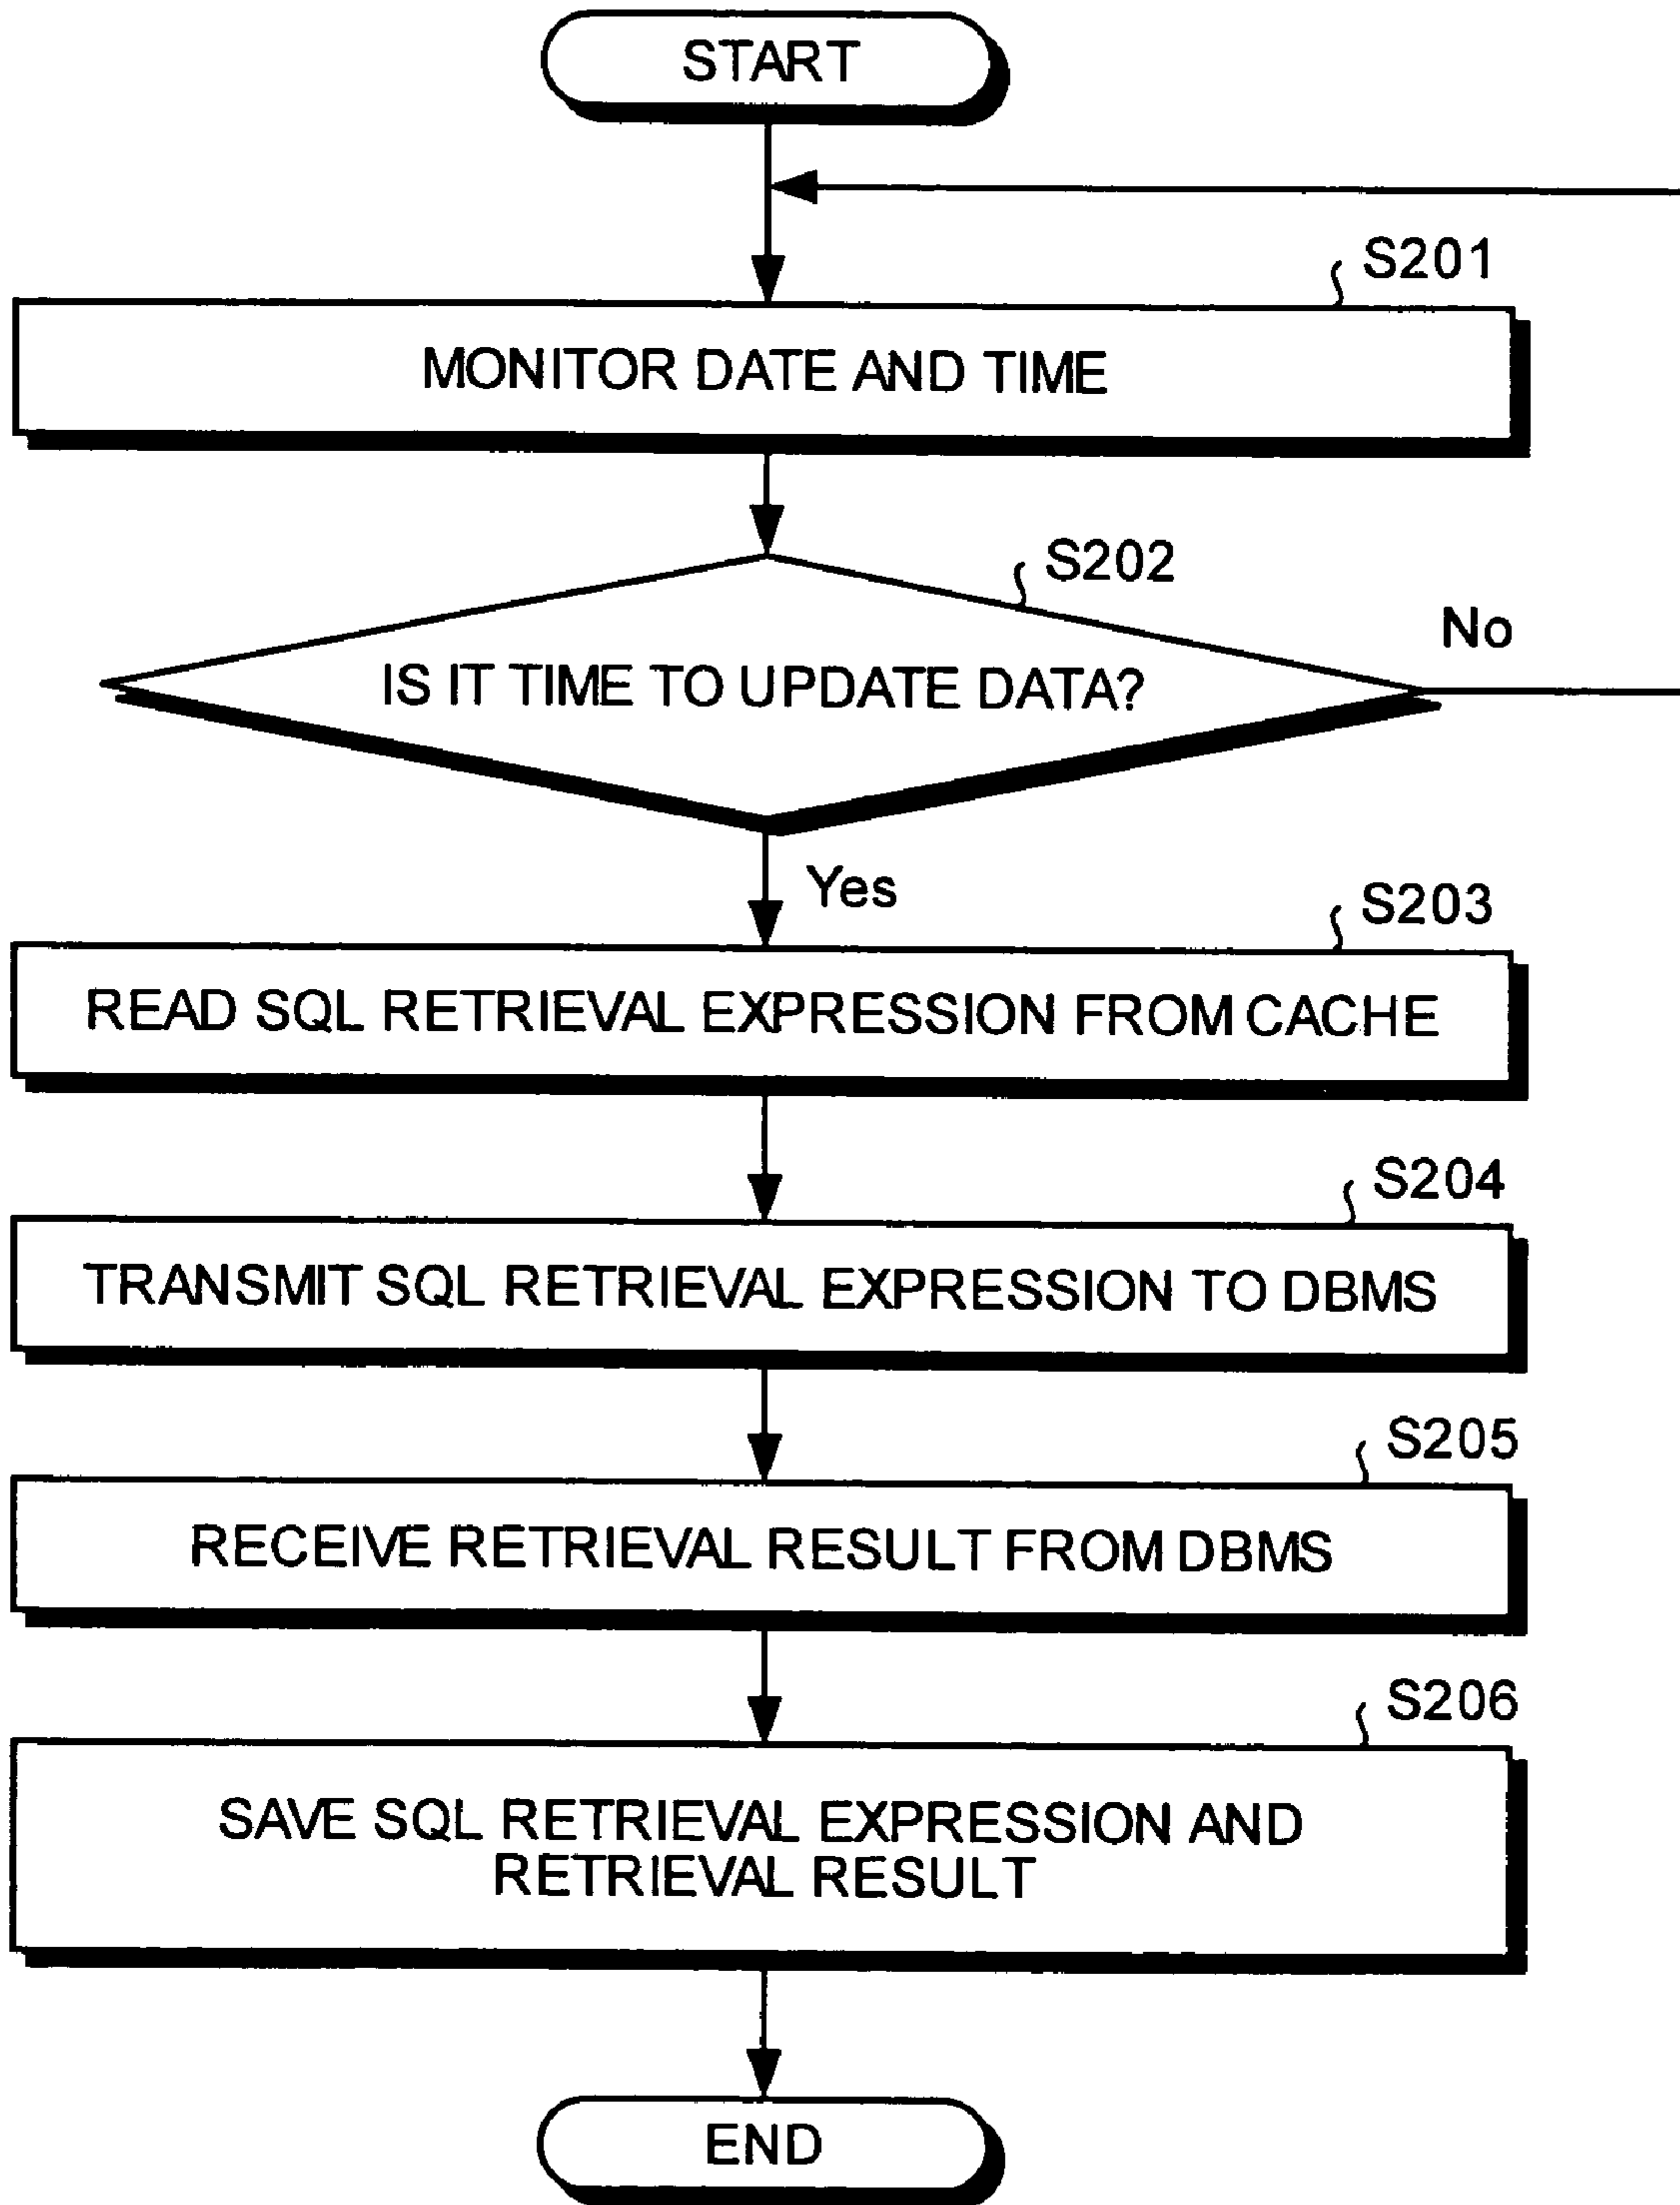 START
S201
MONITOR DATE AND TIME
S202
No
IS IT TIME TO UPDATE DATA?
Yes
S203
READ SQL RETRIEVAL EXPRESSION FROM CACHE
S204
TRANSMIT SQL RETRIEVAL EXPRESSION TO DBMS
S205
RECEIVE RETRIEVAL RESULT FROM DBMS
S206
SAVE SQL RETRIEVAL EXPRESSION AND
RETRIEVAL RESULT
END